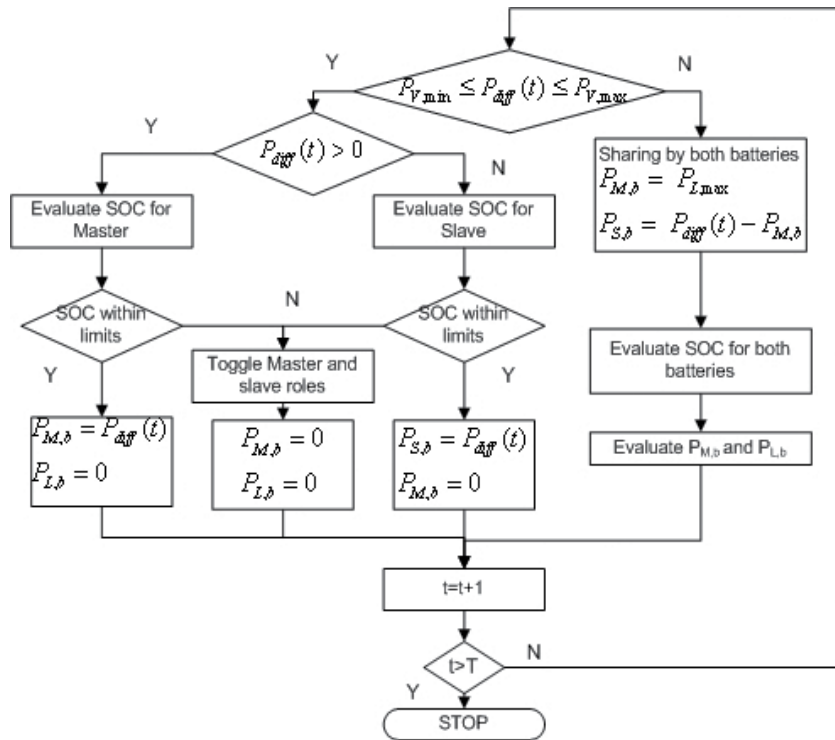 Y
N
P_{V,min} ≤ P_{diff}(t) ≤ P_{V,max}
Y
P_{diff}(t) > 0
N
Sharing by both batteries
P_{M,b} = P_{L,max}
P_{S,b} = P_{diff}(t) − P_{M,b}
Evaluate SOC for
Master
Evaluate SOC for
Slave
SOC within
limits
N
SOC within
limits
Toggle Master and
slave roles
Evaluate SOC for both
batteries
Y
Y
P_{M,b} = P_{diff}(t)
P_{L,b} = 0
P_{M,b} = 0
P_{L,b} = 0
P_{S,b} = P_{diff}(t)
P_{M,b} = 0
Evaluate P_{M,b} and P_{L,b}
t=t+1
t>T
N
Y
STOP